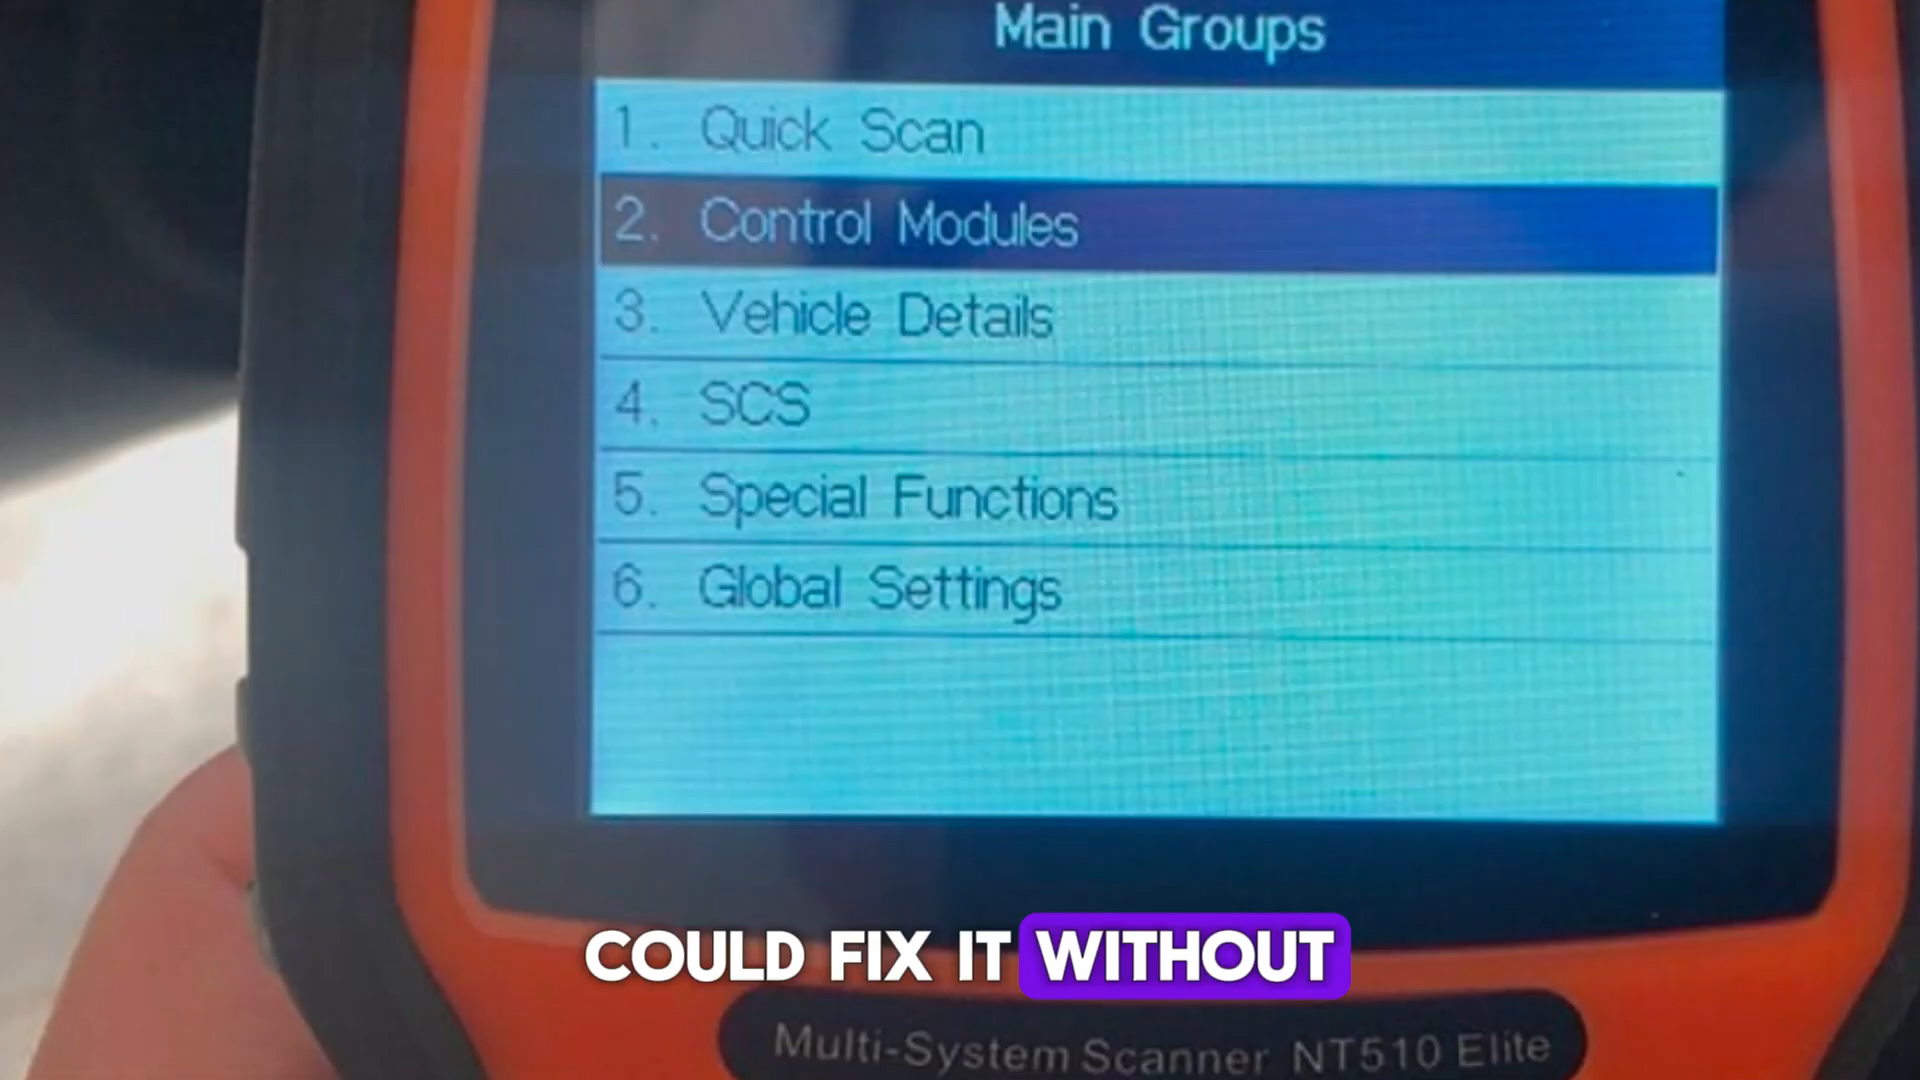 Main Groups
1. Quick Scan
2. Control Modules
3. Vehicle Details
4. SCS
5. Special Functions
6. Global Settings
COULD FIX IT WITHOUT
Multi-System Scanner NT510 Elite